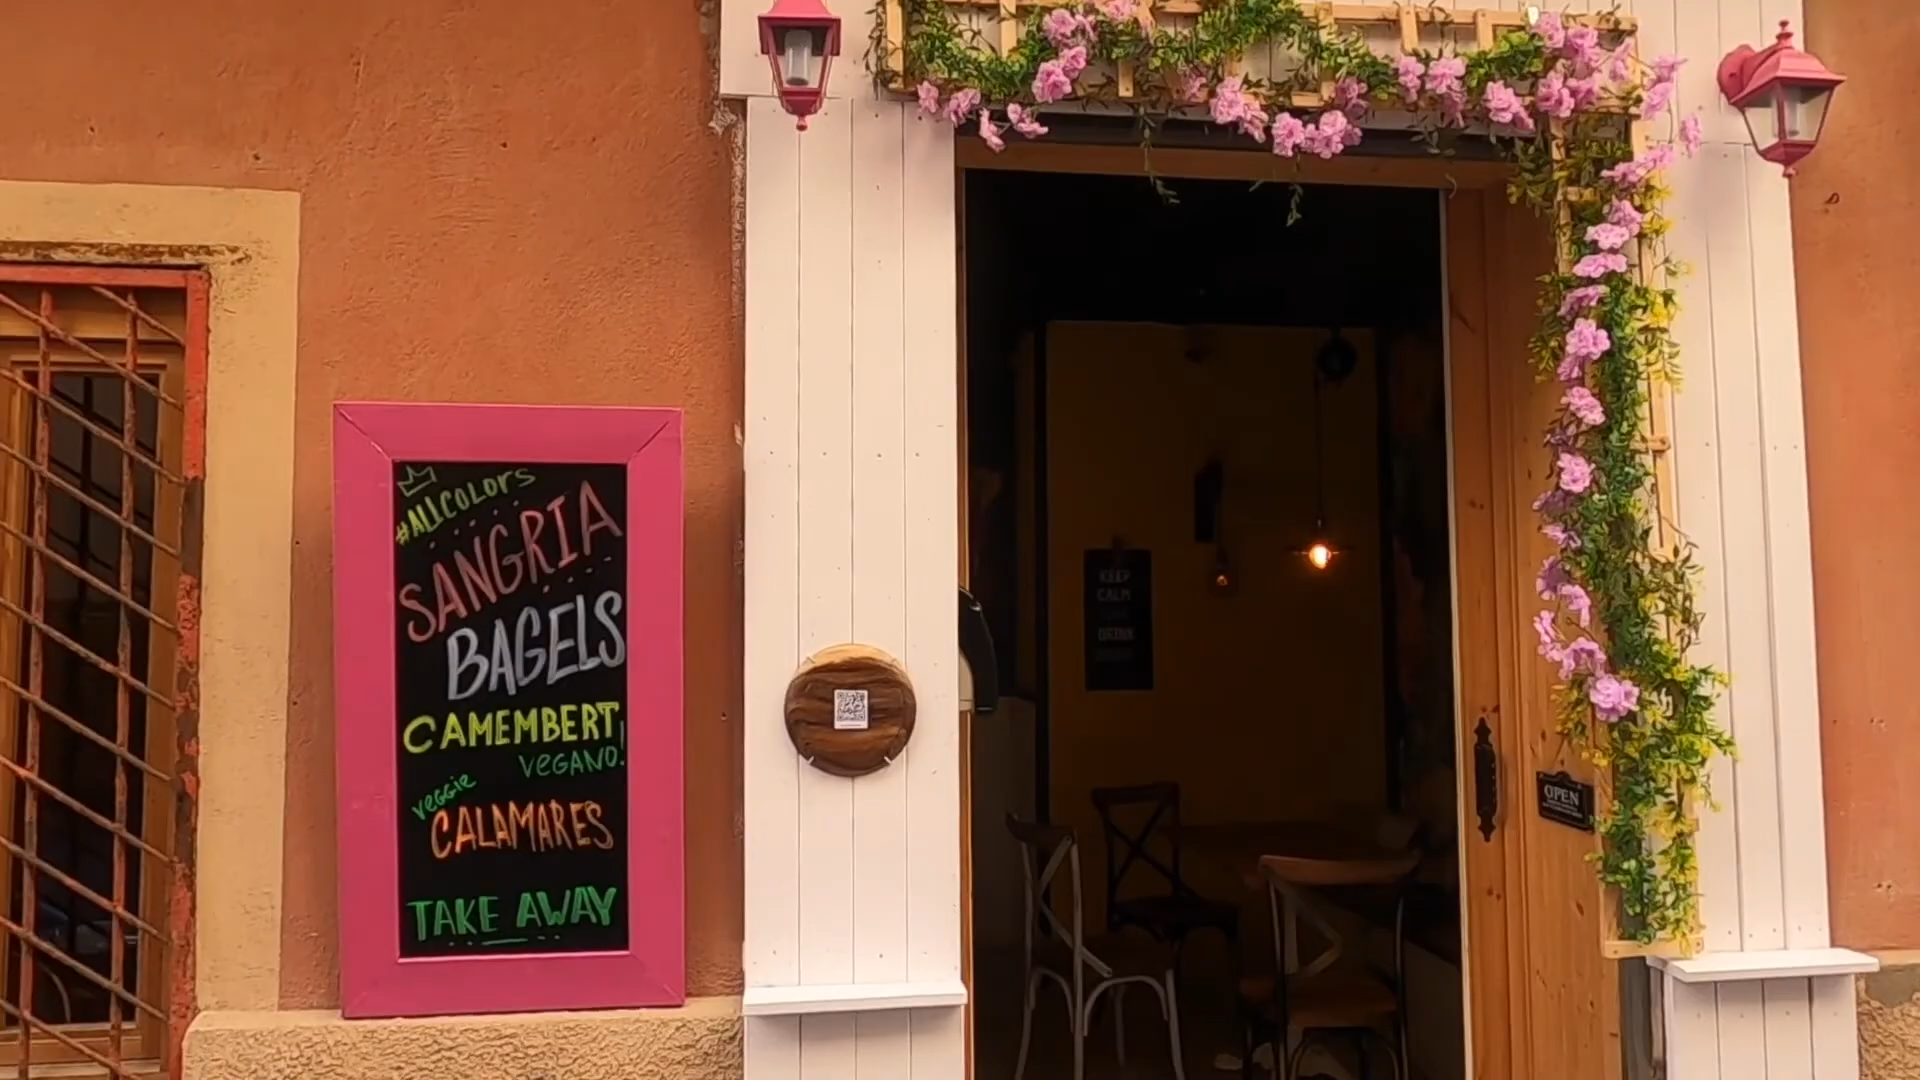 #ALLCOLORS
SANGRIA
BAGELS
CAMEMBERT!
VEGANO!
veggie
CALAMARES
TAKE AWAY
KEEP
CALM
DRINK
OPEN